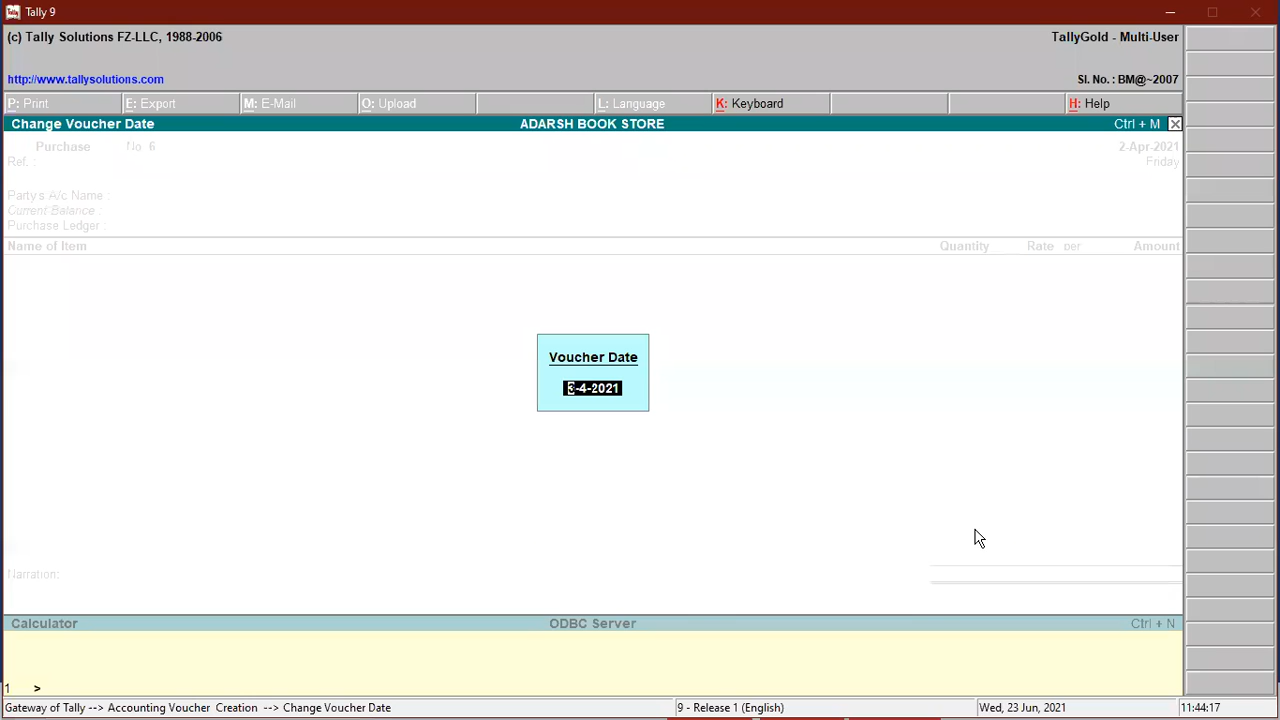 Tally 9
(c) Tally Solutions FZ-LLC, 1988-2006
TallyGold - Multi-User
http://www.tallysolutions.com
Sl. No. : BM@~2007
P: Print
E: Export
M: E-Mail
O: Upload
L: Language
K: Keyboard
H: Help
Change Voucher Date
ADARSH BOOK STORE
Ctrl + M
Purchase
No 6
2-Apr-2021
Ref. :
Friday
Party's A/c Name :
Current Balance :
Purchase Ledger :
Name of Item
Quantity
Rate
per
Amount
Voucher Date
3-4-2021
Narration:
Calculator
ODBC Server
Ctrl + N
1 >
Gateway of Tally --> Accounting Voucher Creation --> Change Voucher Date
9 - Release 1 (English)
Wed, 23 Jun, 2021
11:44:17